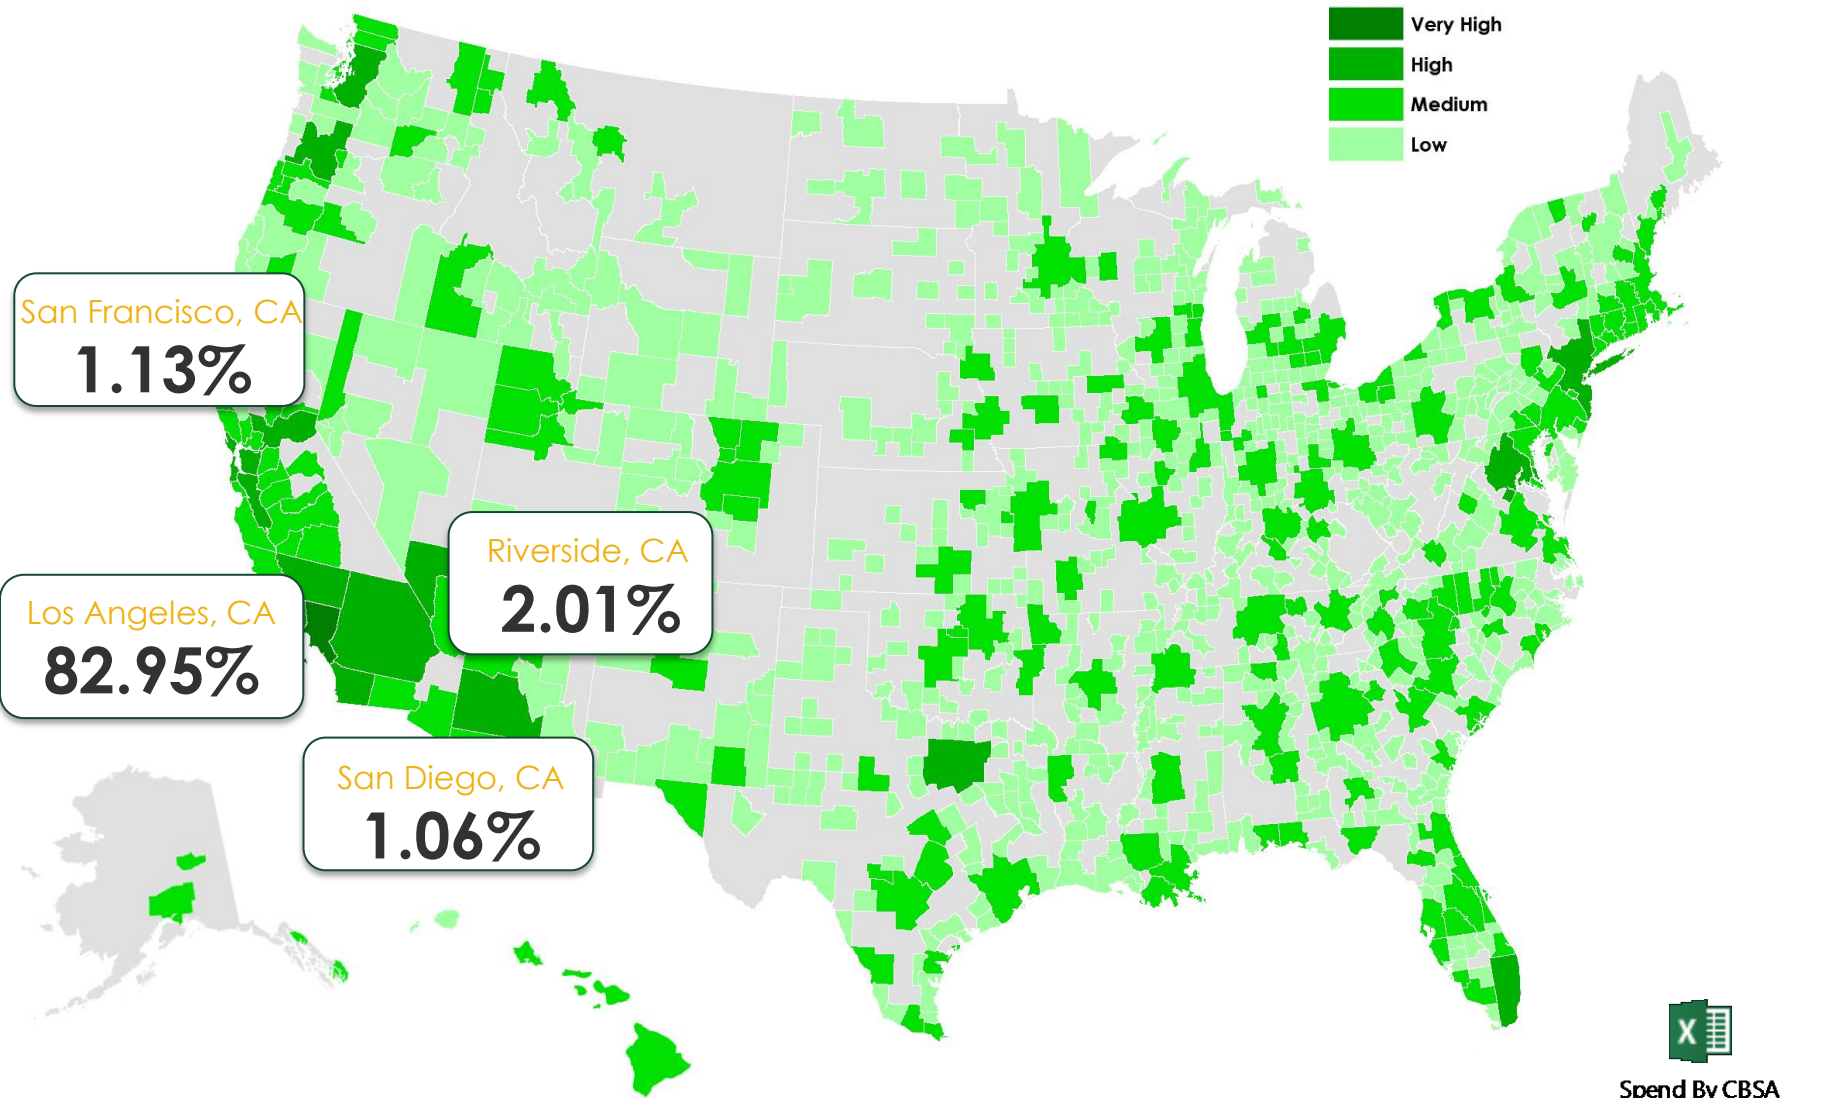 Very High
High
Medium
Low
San Francisco, CA
1.13%
Riverside, CA
2.01%
Los Angeles, CA
82.95%
San Diego, CA
1.06%
X
Spend By CBSA